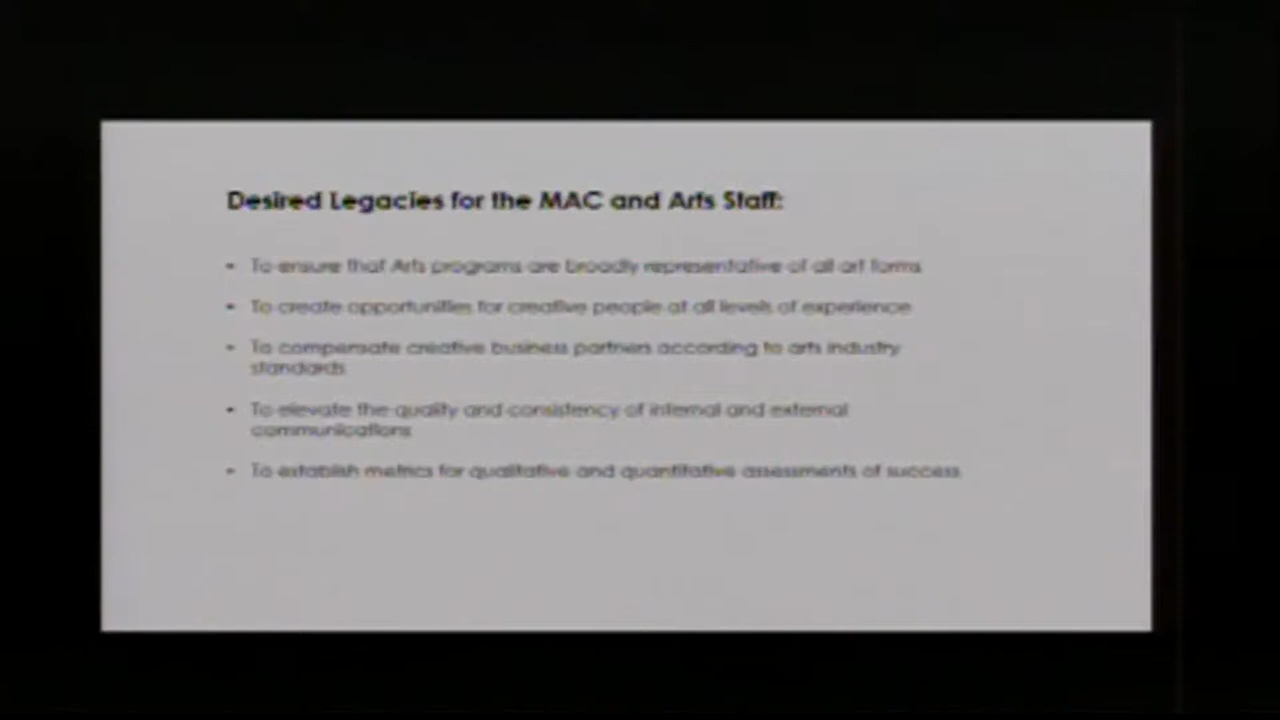 Desired Legacies for the MAC and Arts Staff:
• To ensure that Arts programs are broadly representative of all art forms
• To create opportunities for creative people at all levels of experience
• To compensate creative business partners according to arts industry
standards
• To elevate the quality and consistency of internal and external
communications
• To establish metrics for qualitative and quantitative assessments of success